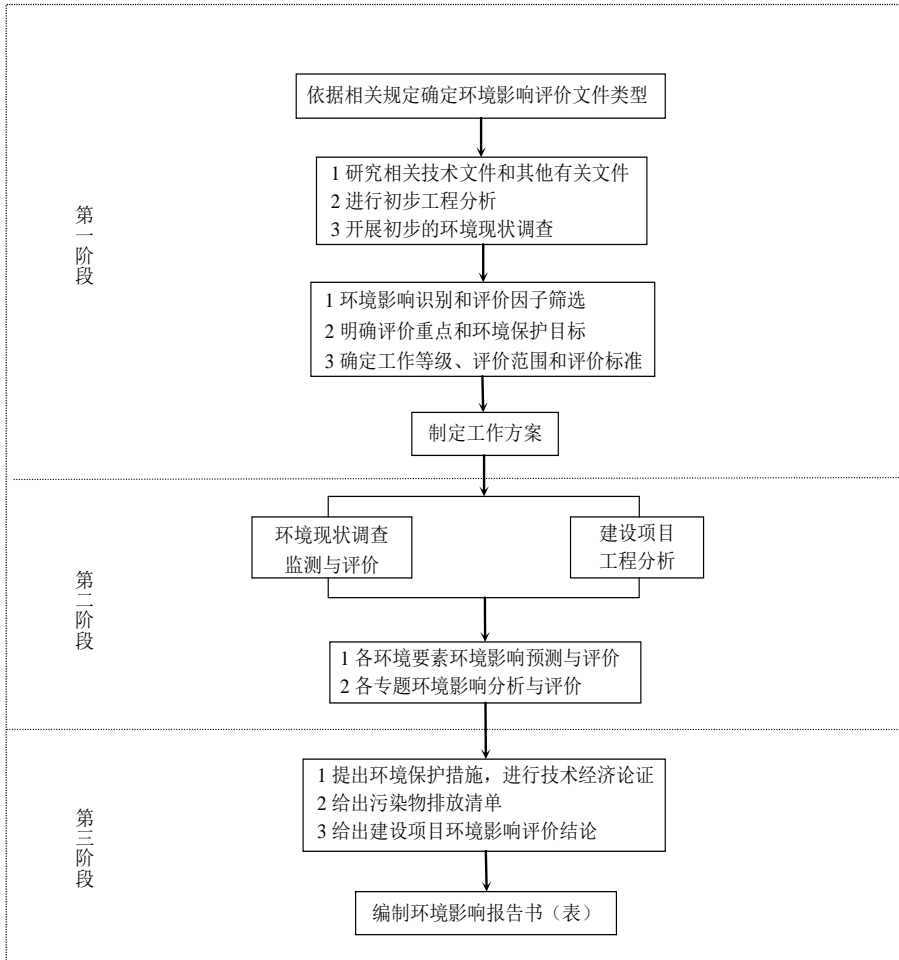 依据相关规定确定环境影响评价文件类型
1 研究相关技术文件和其他有关文件
2 进行初步工程分析
3 开展初步的环境现状调查
第一阶段
1 环境影响识别和评价因子筛选
2 明确评价重点和环境保护目标
3 确定工作等级、评价范围和评价标准
制定工作方案
环境现状调查
监测与评价
建设项目
工程分析
第二阶段
1 各环境要素环境影响预测与评价
2 各专题环境影响分析与评价
1 提出环境保护措施，进行技术经济论证
2 给出污染物排放清单
3 给出建设项目环境影响评价结论
第三阶段
编制环境影响报告书（表）